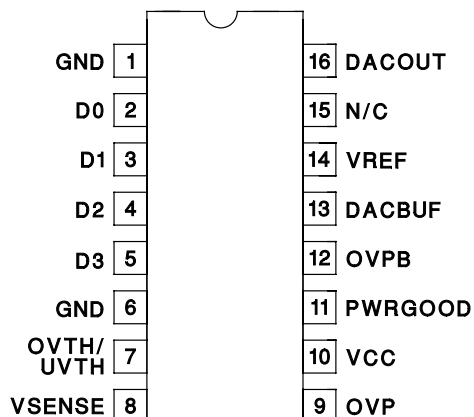 GND 1 16 DACOUT
D0 2 15 N/C
D1 3 14 VREF
D2 4 13 DACBUF
D3 5 12 OVPB
GND 6 11 PWRGOOD
OVTH/
UVTH 7 10 VCC
VSENSE 8 9 OVP